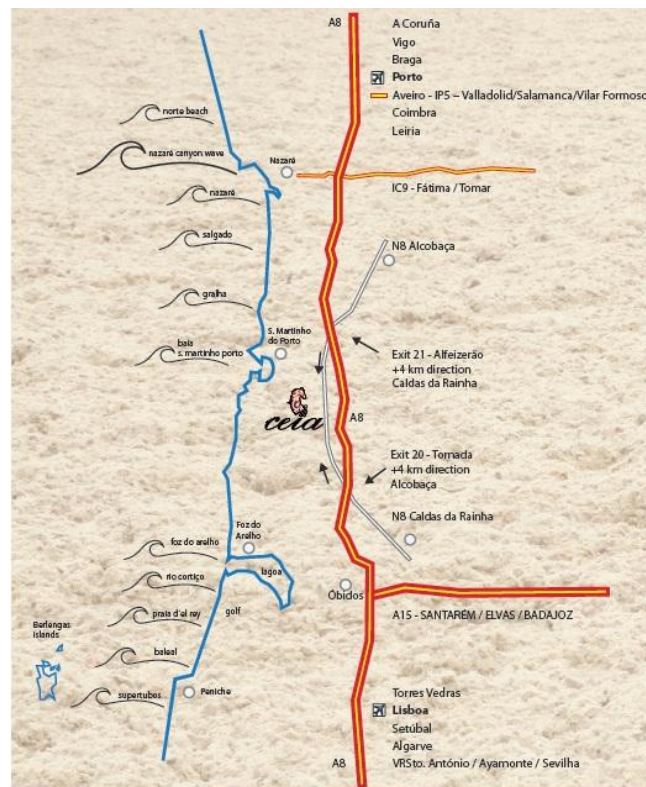 A8
A Coruña
Vigo
Braga
Porto
Aveiro - IP5 – Valladolid/Salamanca/Vilar Formoso
Coimbra
Leiria
norte beach
nazaré canyon wave
Nazaré
nazaré
IC9 - Fátima / Tomar
salgado
N8 Alcobaça
gralha
S. Martinho
do Porto
baía
s. martinho porto
Exit 21 - Alfeizerão
+4 km direction
Caldas da Rainha
ceia
A8
Exit 20 - Tornada
+4 km direction
Alcobaça
N8 Caldas da Rainha
Foz do
Arelho
foz do arelho
lagoa
rio cortiço
Óbidos
praia d'el rey
golf
A15 - SANTARÉM / ELVAS / BADAJOZ
Berlengas
Islands
baleal
supertubos
Peniche
Torres Vedras
Lisboa
Setúbal
Algarve
A8
VRSto. António / Ayamonte / Sevilha